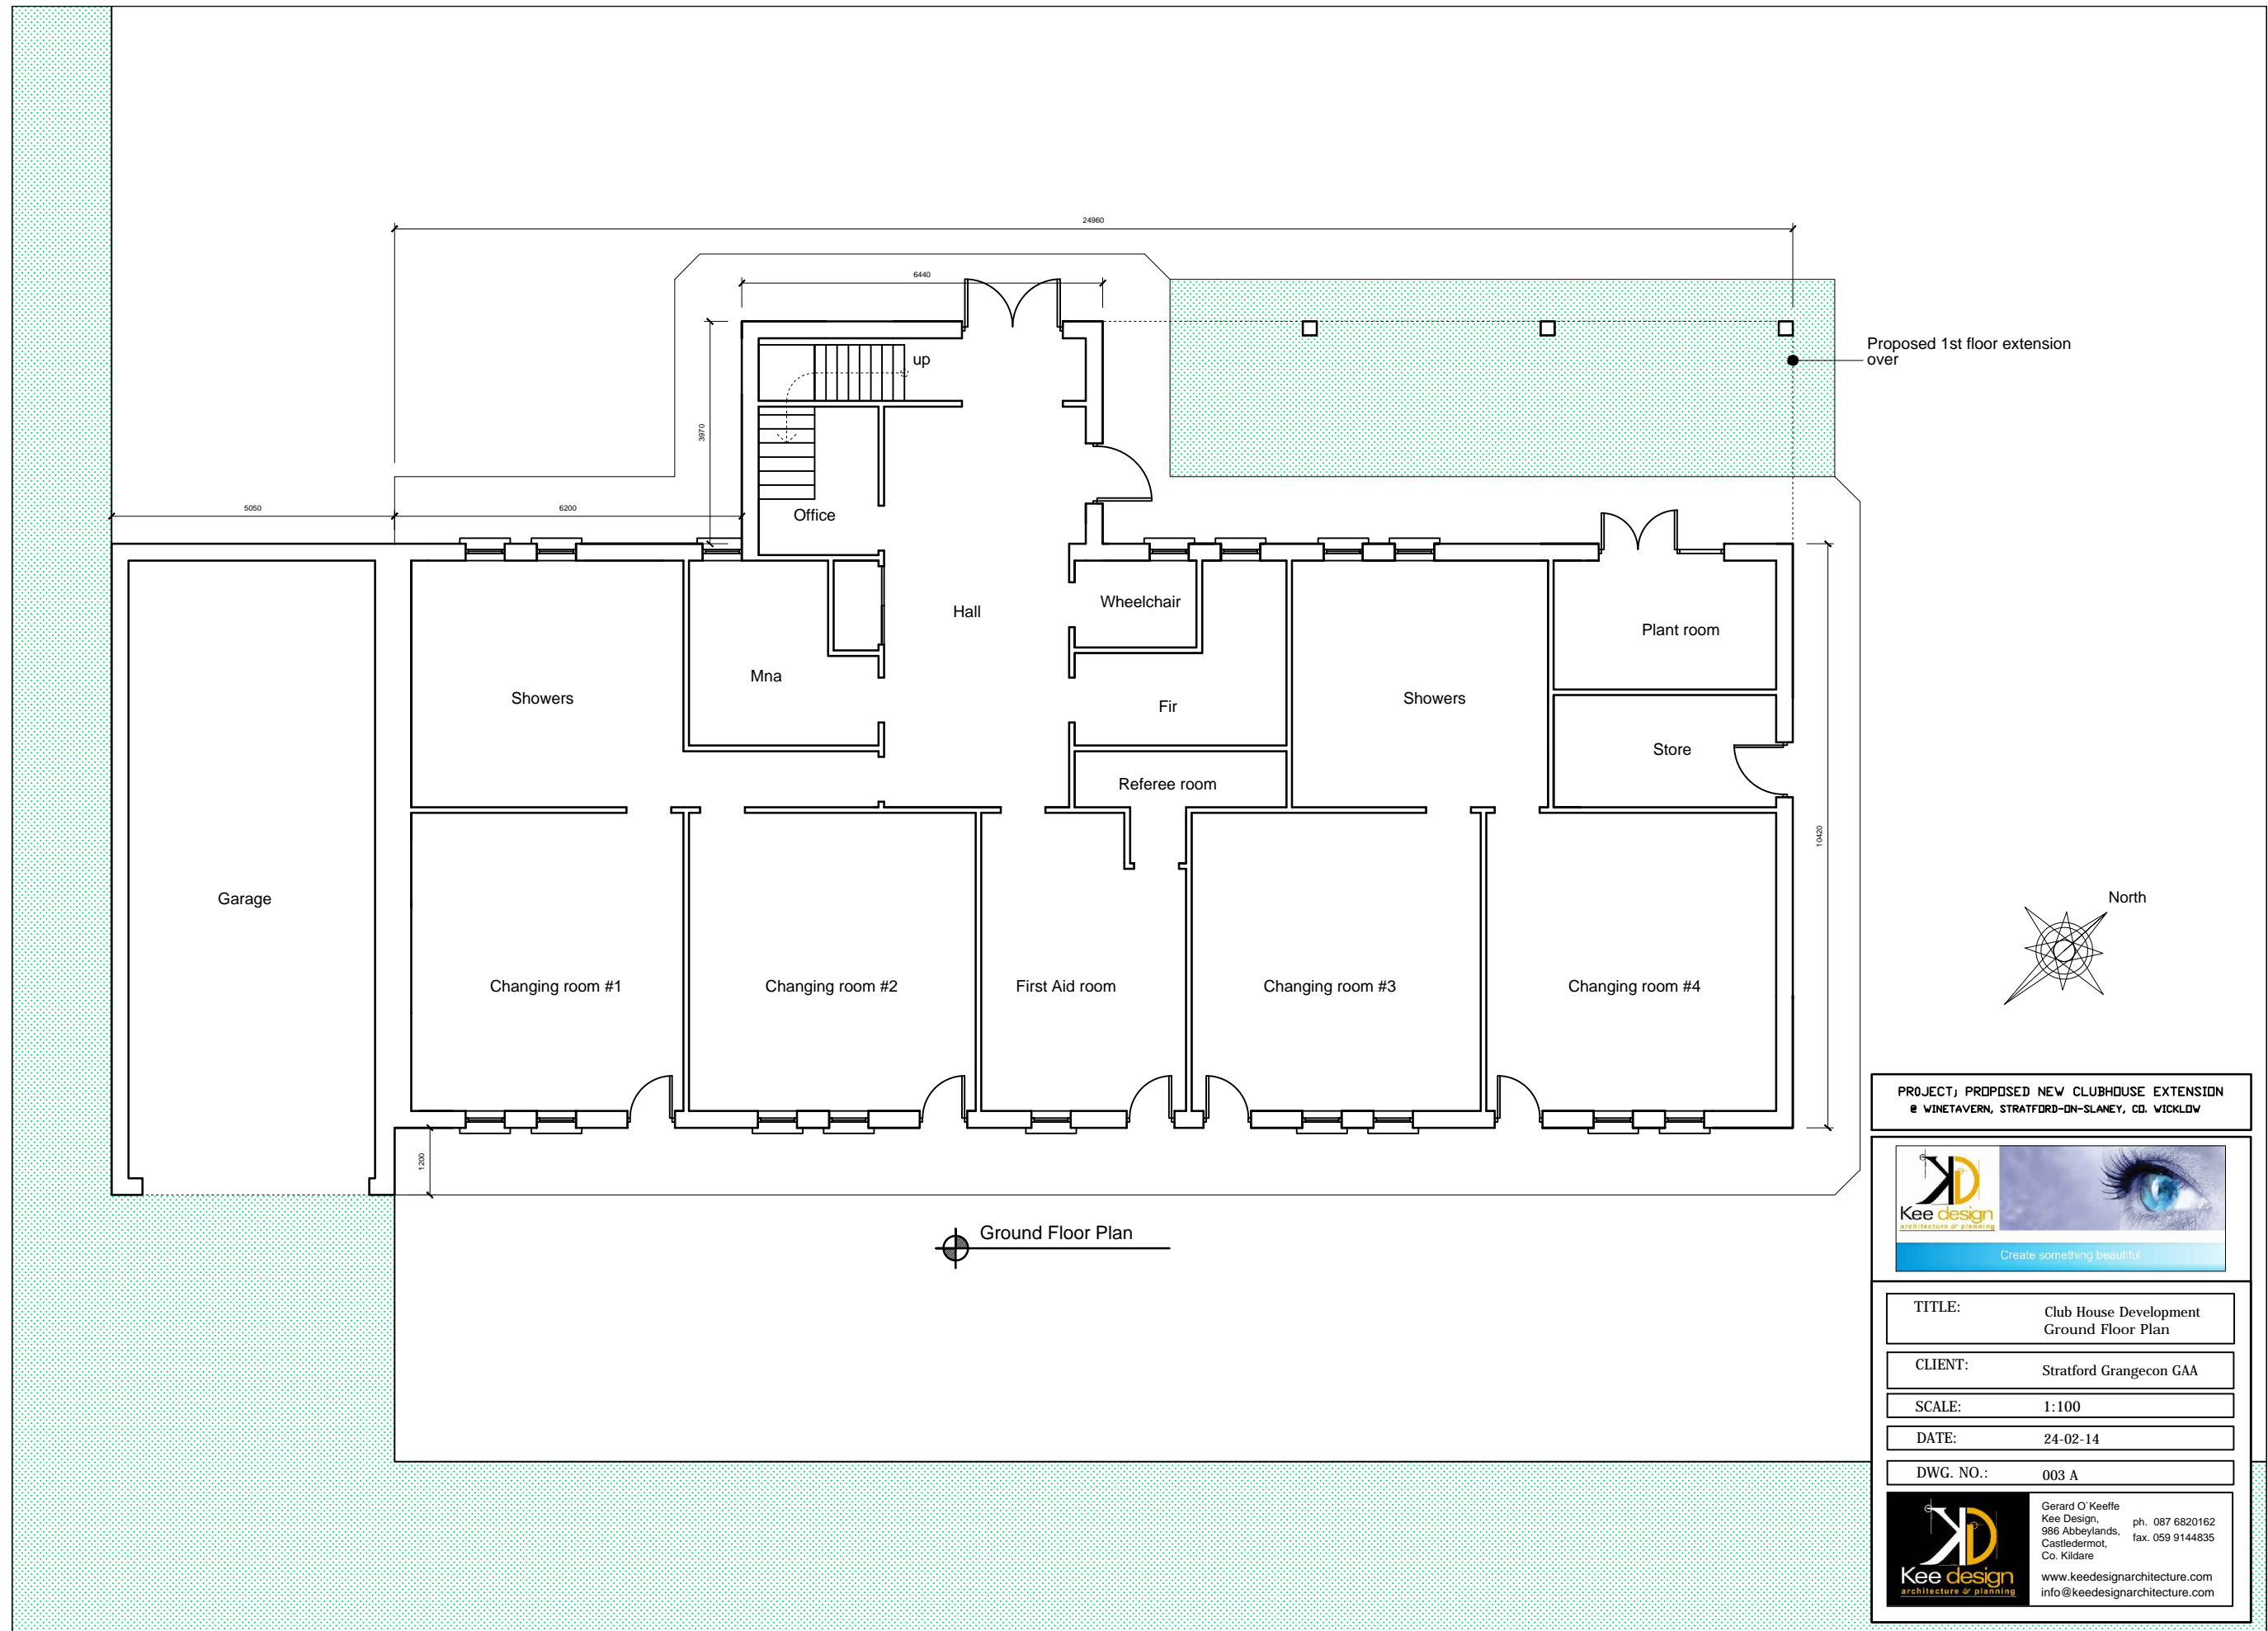 24960
6440
Proposed 1st floor extension
over
up
3970
5050
6200
Office
Hall
Wheelchair
Plant room
Mna
Showers
Fir
Showers
Store
Referee room
10420
Garage
North
Changing room #1
Changing room #2
First Aid room
Changing room #3
Changing room #4
1200
Ground Floor Plan
PROJECT; PROPOSED NEW CLUBHOUSE EXTENSION
@ WINETAVERN, STRATFORD-ON-SLANEY, CO. WICKLOW
KD
Kee design
architecture & planning
Create something beautiful
TITLE: Club House Development
Ground Floor Plan
CLIENT: Stratford Grangecon GAA
SCALE: 1:100
DATE: 24-02-14
DWG. NO.: 003 A
KD
Kee design
architecture & planning
Gerard O`Keeffe
Kee Design,
986 Abbeylands,
Castledermot,
Co. Kildare
ph. 087 6820162
fax. 059 9144835
www.keedesignarchitecture.com
info@keedesignarchitecture.com